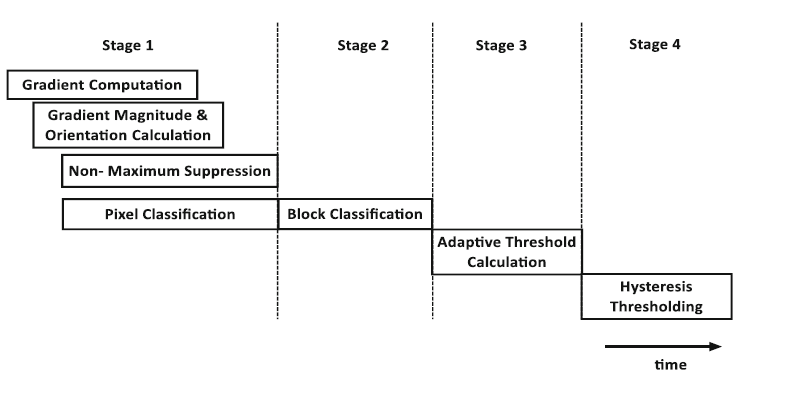 Stage 1
Stage 2
Stage 3
Stage 4
Gradient Computation
Gradient Magnitude &
Orientation Calculation
Non- Maximum Suppression
Pixel Classification
Block Classification
Adaptive Threshold
Calculation
Hysteresis
Thresholding
time